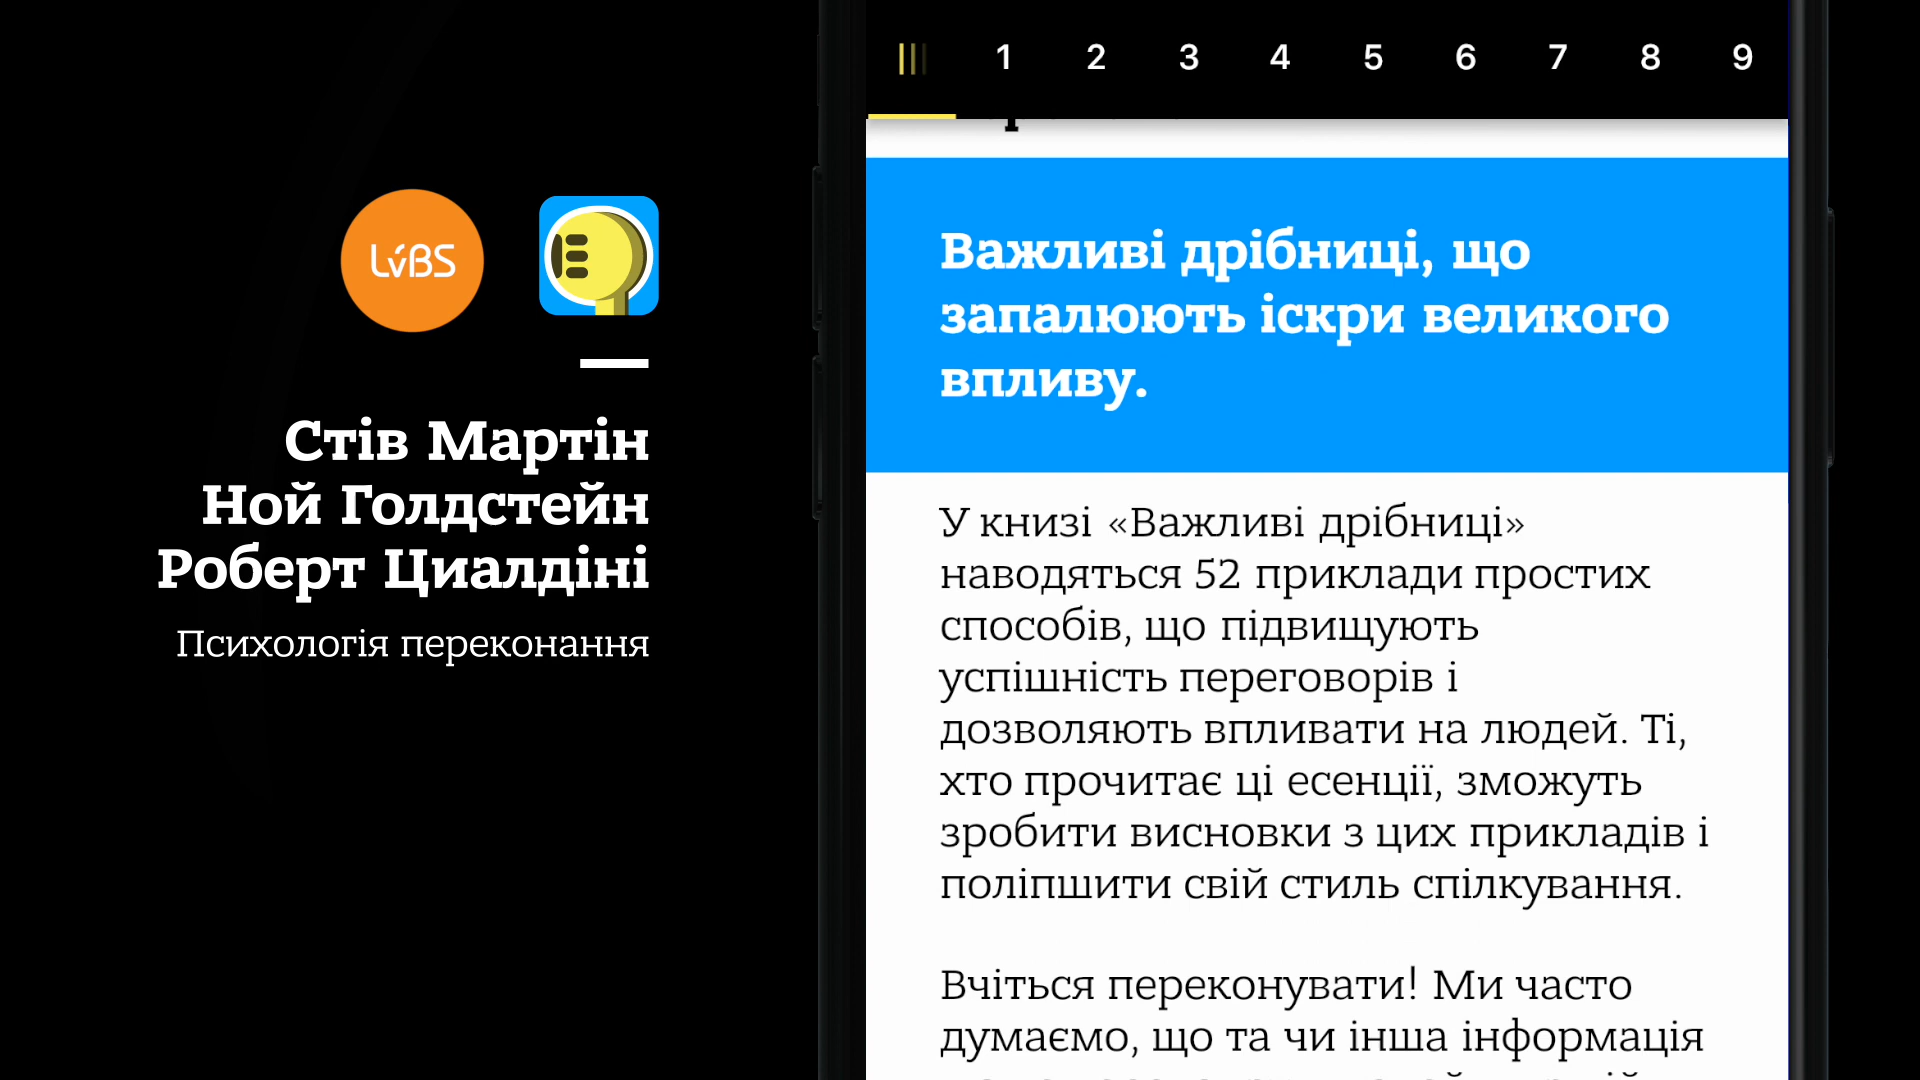 LvBS
Стів Мартін
Ной Голдстейн
Роберт Циалдіні
Психологія переконання
1 2 3 4 5 6 7 8 9
Важливі дрібниці, що
запалюють іскри великого
впливу.
У книзі «Важливі дрібниці»
наводяться 52 приклади простих
способів, що підвищують
успішність переговорів і
дозволяють впливати на людей. Ті,
хто прочитає ці есенції, зможуть
зробити висновки з цих прикладів і
поліпшити свій стиль спілкування.
Вчіться переконувати! Ми часто
думаємо, що та чи інша інформація